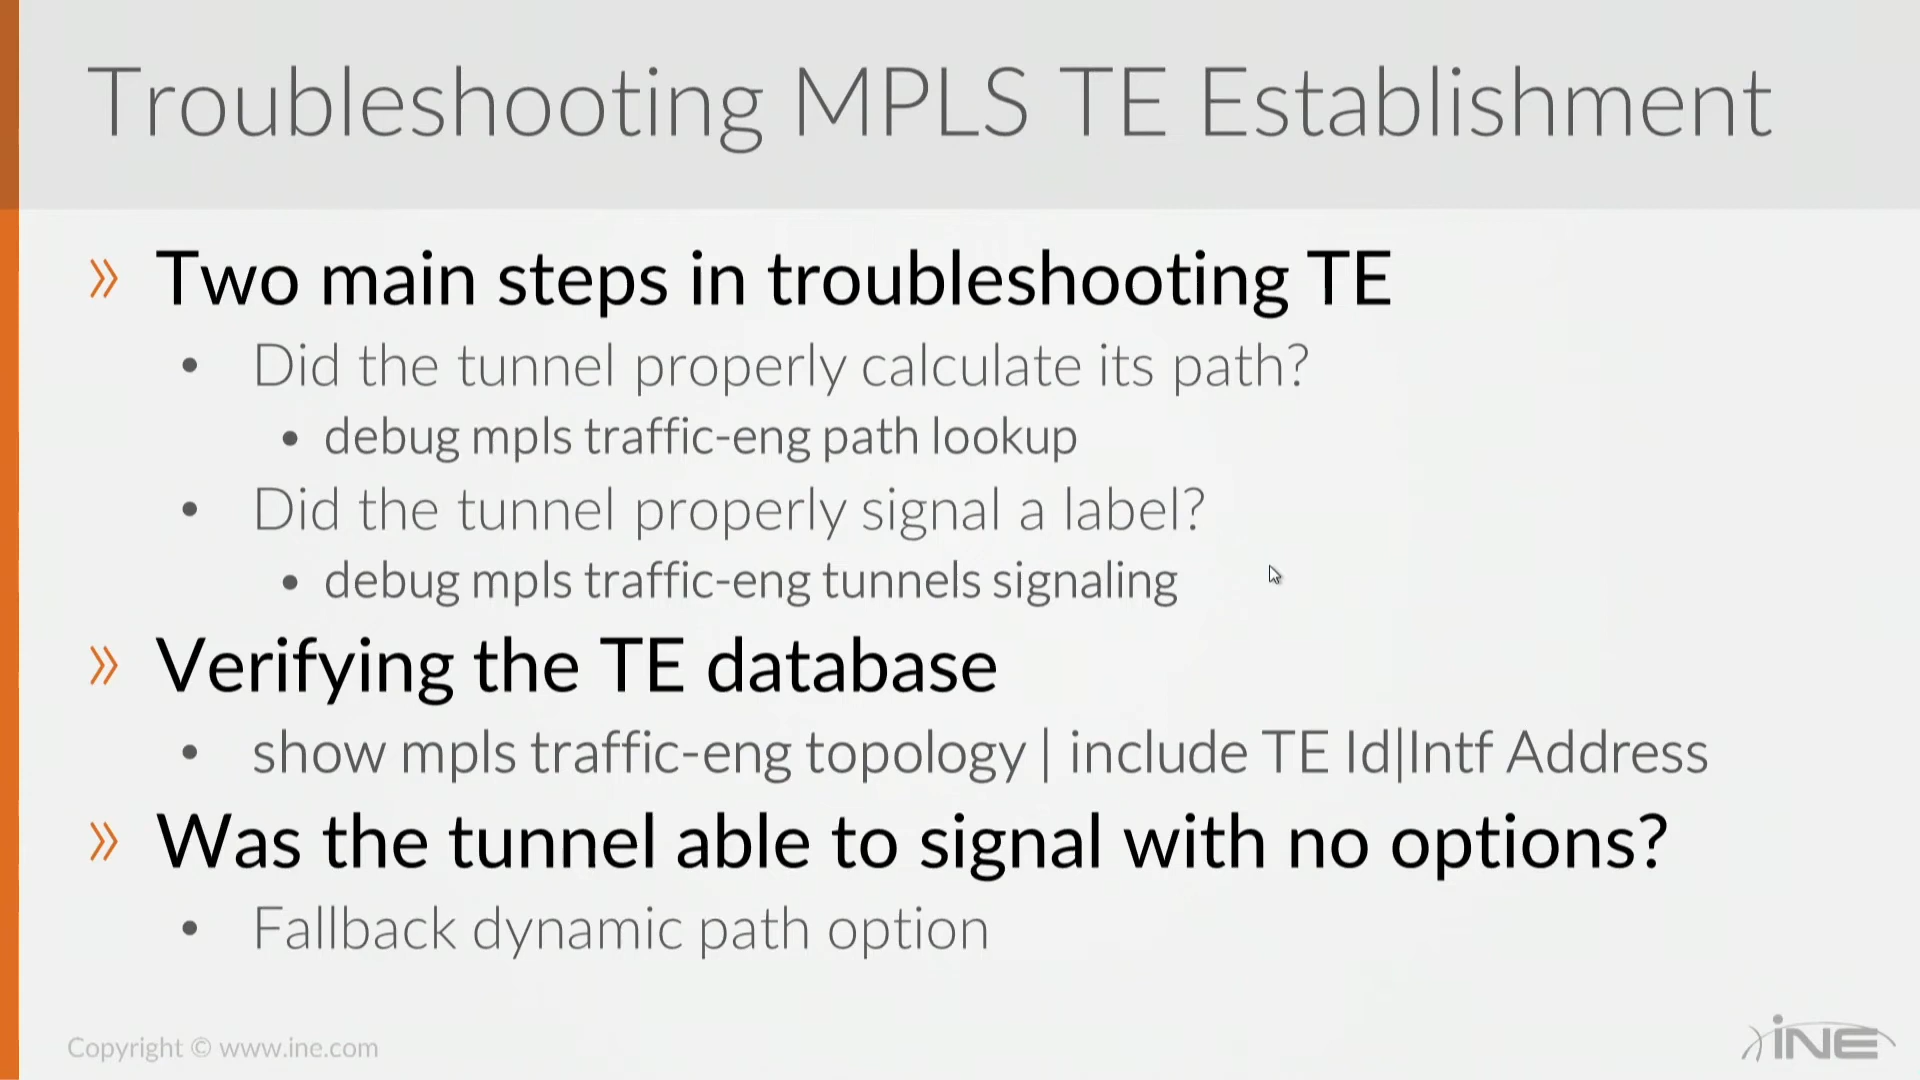 Troubleshooting MPLS TE Establishment
» Two main steps in troubleshooting TE
• Did the tunnel properly calculate its path?
• debug mpls traffic-eng path lookup
• Did the tunnel properly signal a label?
• debug mpls traffic-eng tunnels signaling
» Verifying the TE database
• show mpls traffic-eng topology | include TE Id|Intf Address
» Was the tunnel able to signal with no options?
• Fallback dynamic path option
Copyright © www.ine.com
iNE